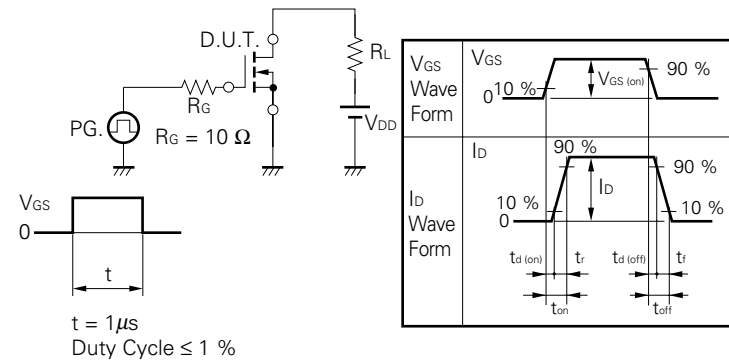 D.U.T.
RL
RG
PG.
RG = 10 Ω
VDD
VGS
0
t
t = 1µs
Duty Cycle ≤ 1 %
VGS
Wave
Form
VGS
10 %
0
VGS (on)
90 %
ID
Wave
Form
ID
90 %
90 %
ID
10 %
0
10 %
td (on)
tr
td (off)
tf
ton
toff